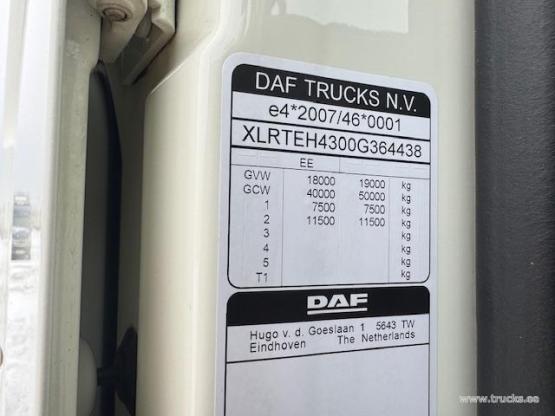 DAF TRUCKS N.V.
e4*2007/46*0001
XLRTEH4300G364438
EE
GVW 18000 19000 kg
GCW 40000 50000 kg
1 7500 7500 kg
2 11500 11500 kg
3 kg
4 kg
5 kg
T1 kg
DAF
Hugo v. d. Goeslaan 1 5643 TW
Eindhoven The Netherlands
www.trucks.ee